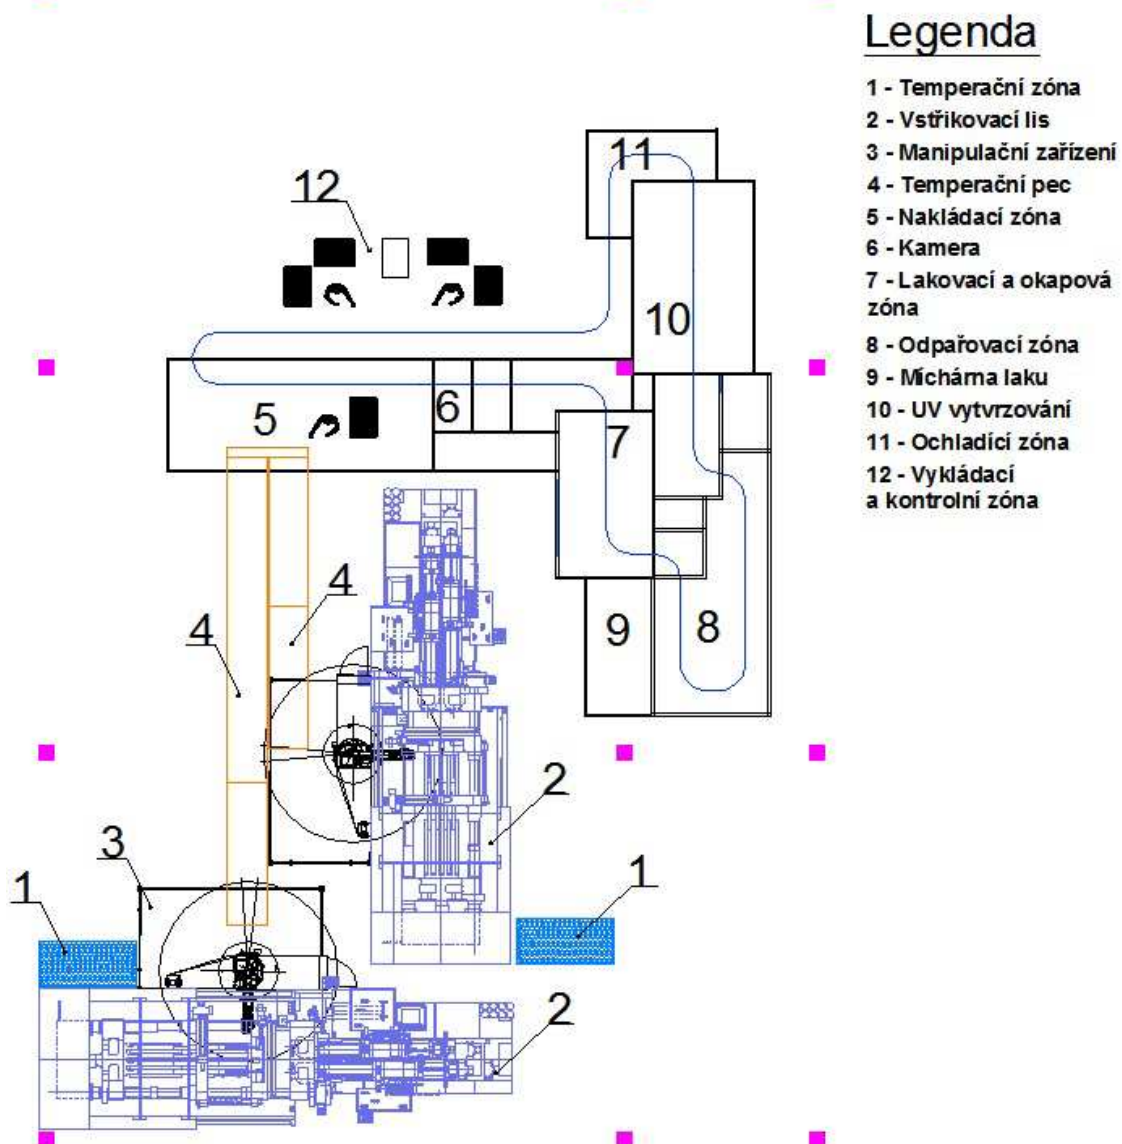 Legenda
1 - Temperační zóna
2 - Vstřikovací lis
3 - Manipulační zařízení
4 - Temperační pec
5 - Nakládací zóna
6 - Kamera
7 - Lakovací a okapová
zóna
8 - Odpařovací zóna
9 - Míchárna laku
10 - UV vytvrzování
11 - Ochladící zóna
12 - Vykládací
a kontrolní zóna
11
12
10
5
6
7
4
4
9
8
2
3
1
1
2